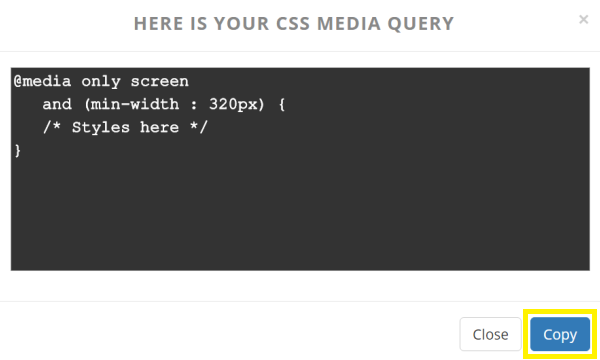 HERE IS YOUR CSS MEDIA QUERY
×
@media only screen
   and (min-width : 320px) {
   /* Styles here */
}
Close
Copy